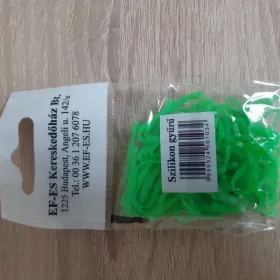 EF-ES Kereskedőház Bt.
1225 Budapest, Angeli u. 142/a
Tel.: 00 36 1 207 6078
WWW.EF-ES.HU
Szilikon gyűrű